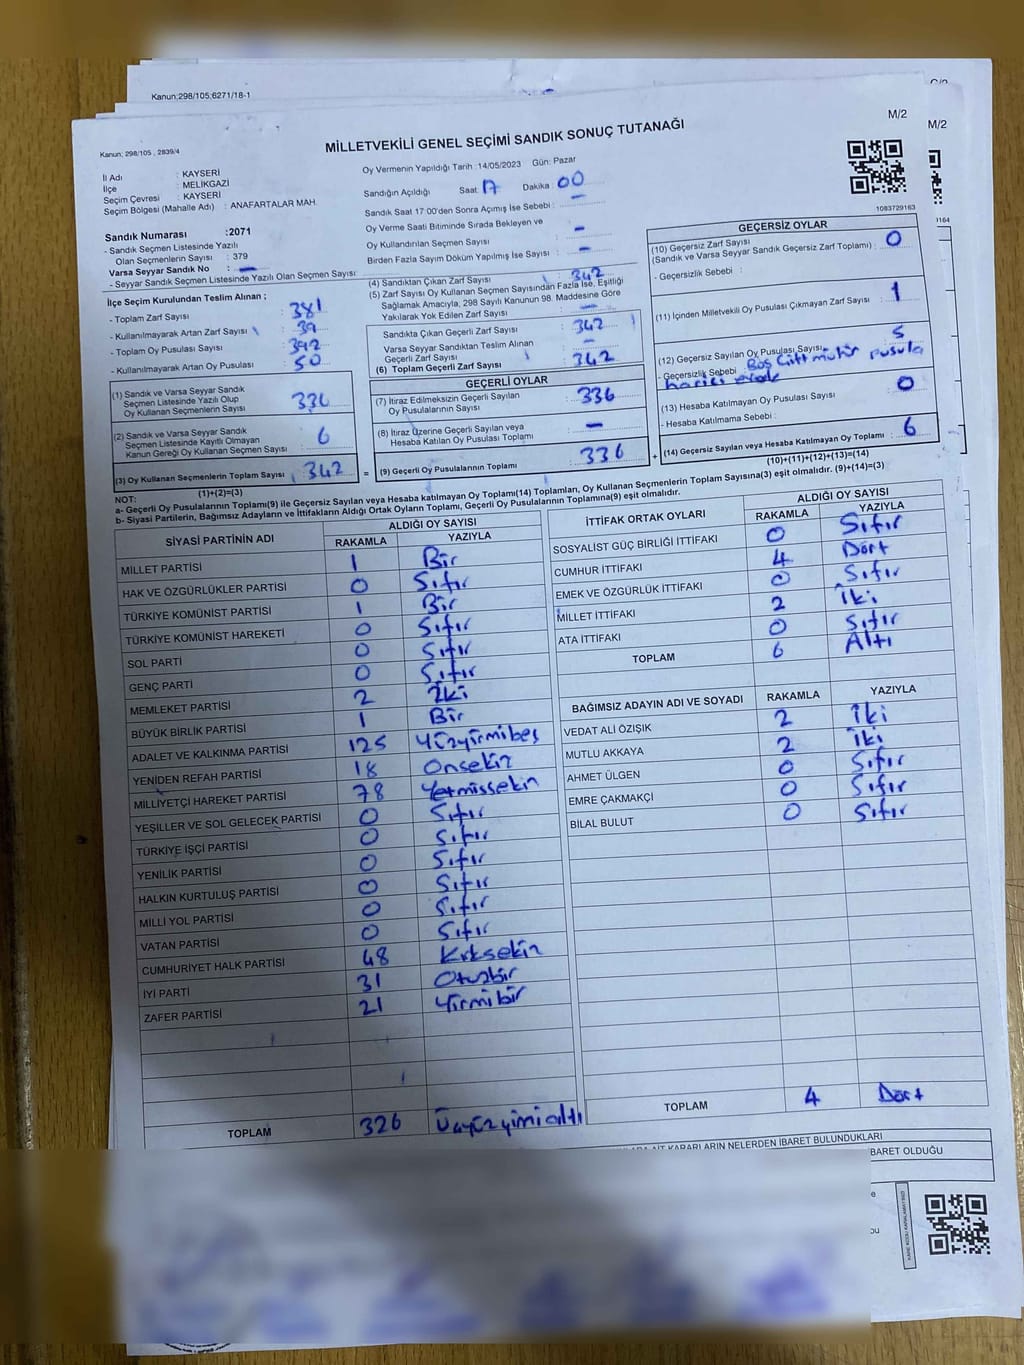 Kanun;298/105;6271/18-1
M/2
M/2
Kanun; 298/105 , 2839/4
MİLLETVEKİLİ GENEL SEÇİMİ SANDIK SONUÇ TUTANAĞI
İl Adı : KAYSERİ
İlçe : MELİKGAZİ
Seçim Çevresi : KAYSERİ
Seçim Bölgesi (Mahalle Adı) : ANAFARTALAR MAH.
Sandık Numarası :2071
- Sandık Seçmen Listesinde Yazılı
Olan Seçmenlerin Sayısı : 379
Varsa Seyyar Sandık No : -
- Seyyar Sandık Seçmen Listesinde Yazılı Olan Seçmen Sayısı :
Oy Vermenin Yapıldığı Tarih :14/05/2023 Gün: Pazar
Sandığın Açıldığı Saat 17 Dakika 00
Sandık Saat 17 00'den Sonra Açımış İse Sebebi : -
Oy Verme Saati Bitiminde Sırada Bekleyen ve
Oy Kullandırılan Seçmen Sayısı : -
Birden Fazla Sayım Döküm Yapılmış İse Sayısı : -
1083729163
1164
İlçe Seçim Kurulundan Teslim Alınan ;
- Toplam Zarf Sayısı : 381
- Kullanılmayarak Artan Zarf Sayısı : 39
- Toplam Oy Pusulası Sayısı : 392
- Kullanılmayarak Artan Oy Pusulası : 50
(1) Sandık ve Varsa Seyyar Sandık
Seçmen Listesinde Yazılı Olup
Oy Kullanan Seçmenlerin Sayısı : 336
(2) Sandık ve Varsa Seyyar Sandık
Seçmen Listesinde Kayıtlı Olmayan
Kanun Gereği Oy Kullanan Seçmen Sayısı : 6
(3) Oy Kullanan Seçmenlerin Toplam Sayısı : 342
(1)+(2)=(3)
(4) Sandıktan Çıkan Zarf Sayısı : 342
(5) Zarf Sayısı Oy Kullanan Seçmen Sayısından Fazla İse, Eşitliği
Sağlamak Amacıyla, 298 Sayılı Kanunun 98. Maddesine Göre
Yakılarak Yok Edilen Zarf Sayısı : -
Sandıkta Çıkan Geçerli Zarf Sayısı : 342
Varsa Seyyar Sandıktan Teslim Alınan
Geçerli Zarf Sayısı : -
(6) Toplam Geçerli Zarf Sayısı : 342
GEÇERLİ OYLAR
(7) İtiraz Edilmeksizin Geçerli Sayılan
Oy Pusulalarının Sayısı : 336
(8) İtiraz Üzerine Geçerli Sayılan veya
Hesaba Katılan Oy Pusulası Toplamı : -
= (9) Geçerli Oy Pusulalarının Toplamı : 336
GEÇERSİZ OYLAR
(10) Geçersiz Zarf Sayısı
(Sandık ve Varsa Seyyar Sandık Geçersiz Zarf Toplamı) : 0
- Geçersizlik Sebebi :
(11) İçinden Milletvekili Oy Pusulası Çıkmayan Zarf Sayısı : 1
(12) Geçersiz Sayılan Oy Pusulası Sayısı : 5
- Geçersizlik Sebebi : Boş Çift mühür pusula
harici evrak
(13) Hesaba Katılmayan Oy Pusulası Sayısı : 0
- Hesaba Katılmama Sebebi :
+ (14) Geçersiz Sayılan veya Hesaba Katılmayan Oy Toplamı : 6
(10)+(11)+(12)+(13)=(14)
NOT:
a- Geçerli Oy Pusulalarının Toplamı(9) ile Geçersiz Sayılan veya Hesaba katılmayan Oy Toplamı(14) Toplamları, Oy Kullanan Seçmenlerin Toplam Sayısına(3) eşit olmalıdır. (9)+(14)=(3)
b- Siyasi Partilerin, Bağımsız Adayların ve İttifakların Aldığı Ortak Oyların Toplamı, Geçerli Oy Pusulalarının Toplamına(9) eşit olmalıdır.
SİYASİ PARTİNİN ADI ALDIĞI OY SAYISI
RAKAMLA YAZIYLA
MİLLET PARTİSİ 1 Bir
HAK VE ÖZGÜRLÜKLER PARTİSİ 0 Sıfır
TÜRKİYE KOMÜNİST PARTİSİ 1 Bir
TÜRKİYE KOMÜNİST HAREKETİ 0 Sıfır
SOL PARTİ 0 Sıfır
GENÇ PARTİ 0 Sıfır
MEMLEKET PARTİSİ 2 İki
BÜYÜK BİRLİK PARTİSİ 1 Bir
ADALET VE KALKINMA PARTİSİ 125 Yüzyirmibeş
YENİDEN REFAH PARTİSİ 18 Onsekiz
MİLLİYETÇİ HAREKET PARTİSİ 78 Yetmissekiz
YEŞİLLER VE SOL GELECEK PARTİSİ 0 Sıfır
TÜRKİYE İŞÇİ PARTİSİ 0 Sıfır
YENİLİK PARTİSİ 0 Sıfır
HALKIN KURTULUŞ PARTİSİ 0 Sıfır
MİLLİ YOL PARTİSİ 0 Sıfır
VATAN PARTİSİ 0 Sıfır
CUMHURİYET HALK PARTİSİ 48 Kırksekiz
İYİ PARTİ 31 Otuzbir
ZAFER PARTİSİ 21 Yirmibir
TOPLAM 326 Üçyüzyirmialtı
İTTİFAK ORTAK OYLARI ALDIĞI OY SAYISI
RAKAMLA YAZIYLA
SOSYALİST GÜÇ BİRLİĞİ İTTİFAKI 0 Sıfır
CUMHUR İTTİFAKI 4 Dört
EMEK VE ÖZGÜRLÜK İTTİFAKI 0 Sıfır
MİLLET İTTİFAKI 2 İki
ATA İTTİFAKI 0 Sıfır
TOPLAM 6 Altı
BAĞIMSIZ ADAYIN ADI VE SOYADI RAKAMLA YAZIYLA
VEDAT ALİ ÖZIŞIK 2 İki
MUTLU AKKAYA 2 İki
AHMET ÜLGEN 0 Sıfır
EMRE ÇAKMAKÇİ 0 Sıfır
BİLAL BULUT 0 Sıfır
TOPLAM 4 Dört
KARARLARIN NELERDEN İBARET BULUNDUKLARI
BARET OLDUĞU